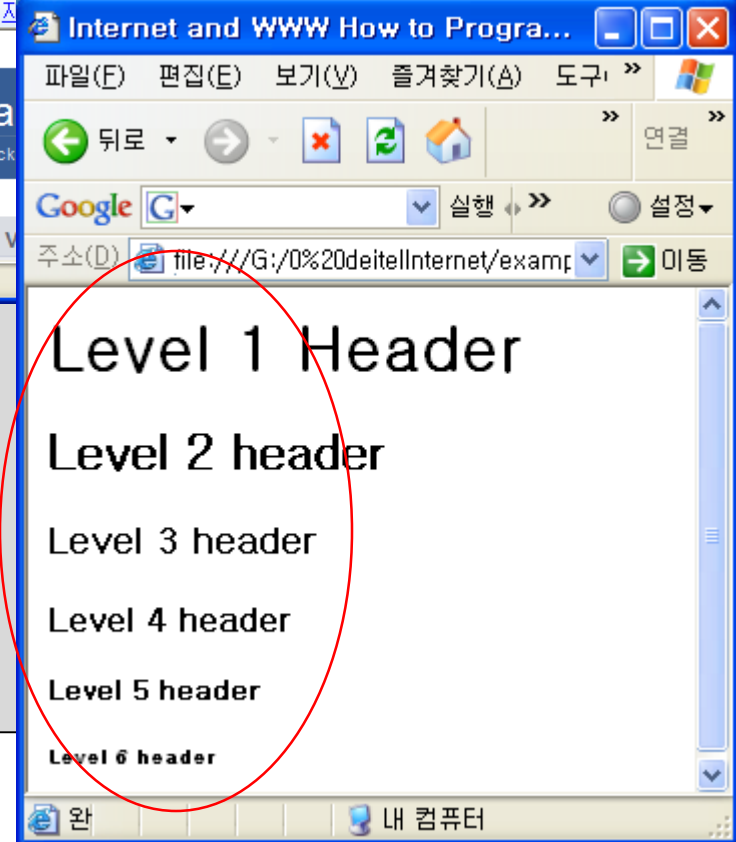 Internet and WWW How to Progra...
파일(F) 편집(E) 보기(V) 즐겨찾기(A) »
뒤로 » 연결 »
Google G 실행 » 설정
주소(D) file:///G:/0%20deitelInternet/examp 이동
Level 1 Header
Level 2 header
Level 3 header
Level 4 header
Level 5 header
Level 6 header
완 내 컴퓨터